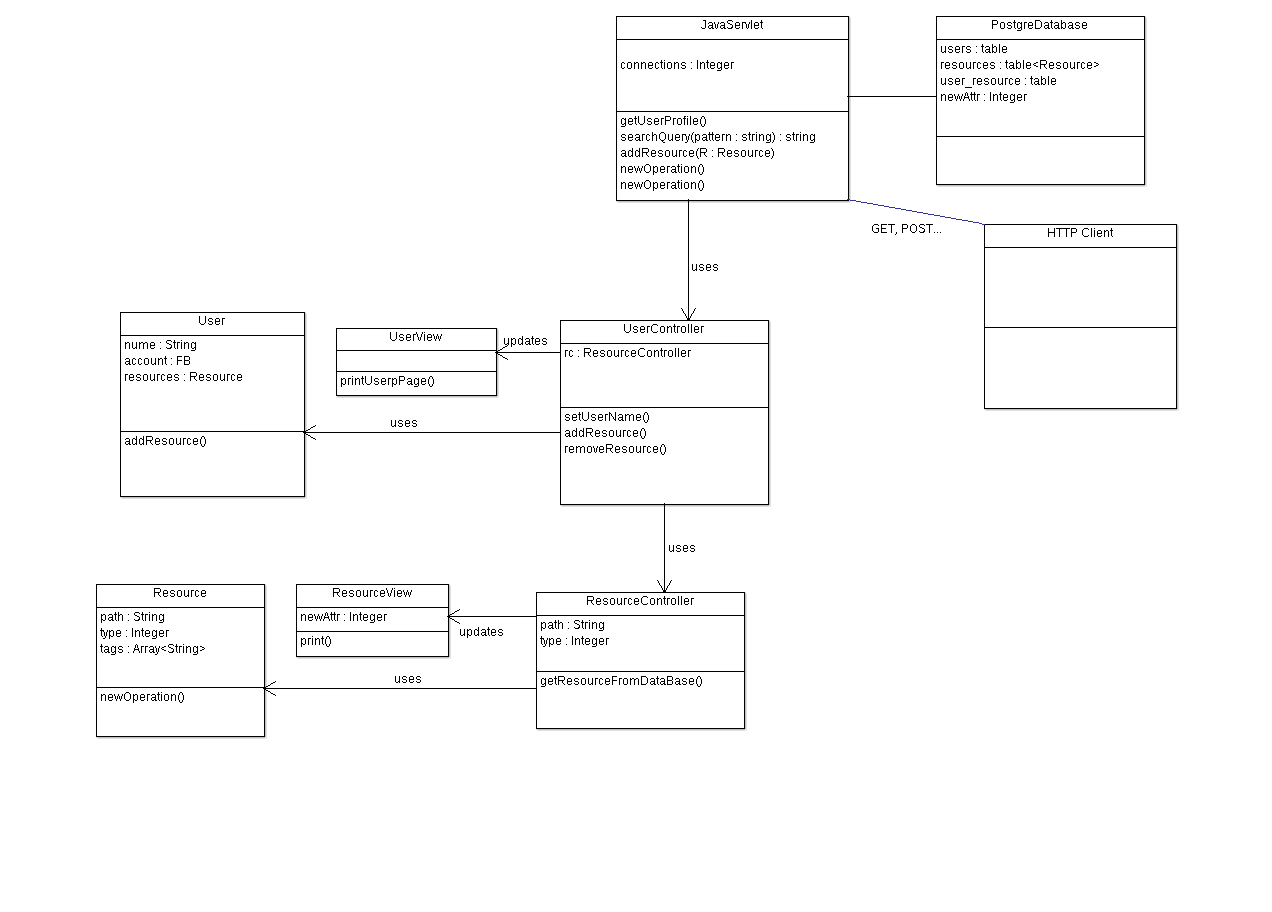 JavaServlet
connections : Integer
getUserProfile()
searchQuery(pattern : string) : string
addResource(R : Resource)
newOperation()
newOperation()
PostgreDatabase
users : table
resources : table<Resource>
user_resource : table
newAttr : Integer
GET, POST...
HTTP Client
uses
User
nume : String
account : FB
resources : Resource
addResource()
UserView
printUserpPage()
updates
UserController
rc : ResourceController
setUserName()
addResource()
removeResource()
uses
uses
Resource
path : String
type : Integer
tags : Array<String>
newOperation()
ResourceView
newAttr : Integer
print()
updates
ResourceController
path : String
type : Integer
getResourceFromDataBase()
uses